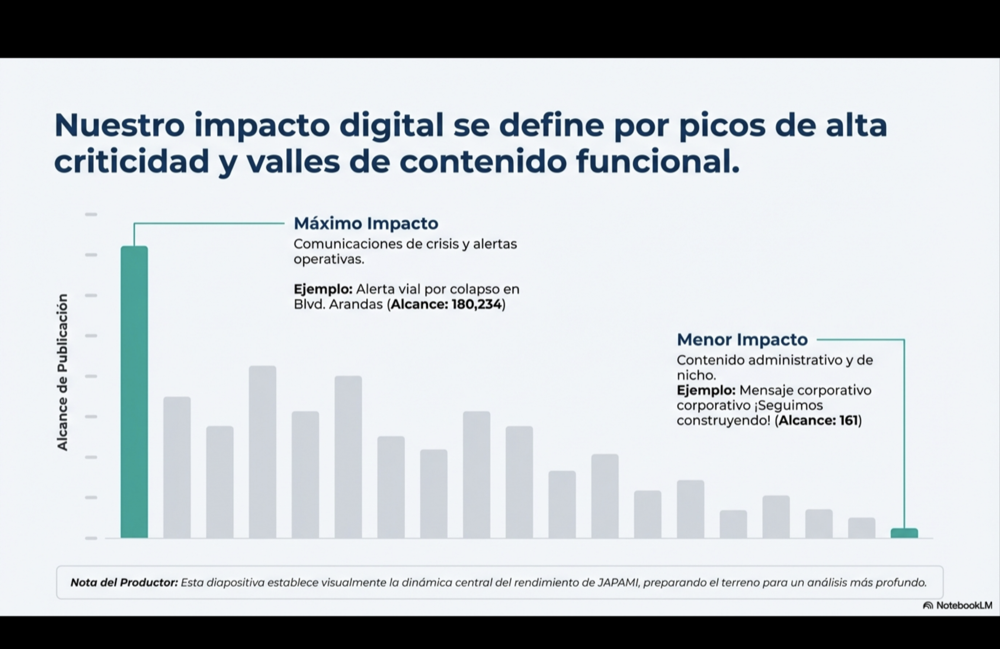 Nuestro impacto digital se define por picos de alta
criticidad y valles de contenido funcional.
Alcance de Publicación
Máximo Impacto
Comunicaciones de crisis y alertas
operativas.
Ejemplo: Alerta vial por colapso en
Blvd. Arandas (Alcance: 180,234)
Menor Impacto
Contenido administrativo y de
nicho.
Ejemplo: Mensaje corporativo
corporativo ¡Seguimos
construyendo! (Alcance: 161)
Nota del Productor: Esta diapositiva establece visualmente la dinámica central del rendimiento de JAPAMI, preparando el terreno para un análisis más profundo.
NotebookLM